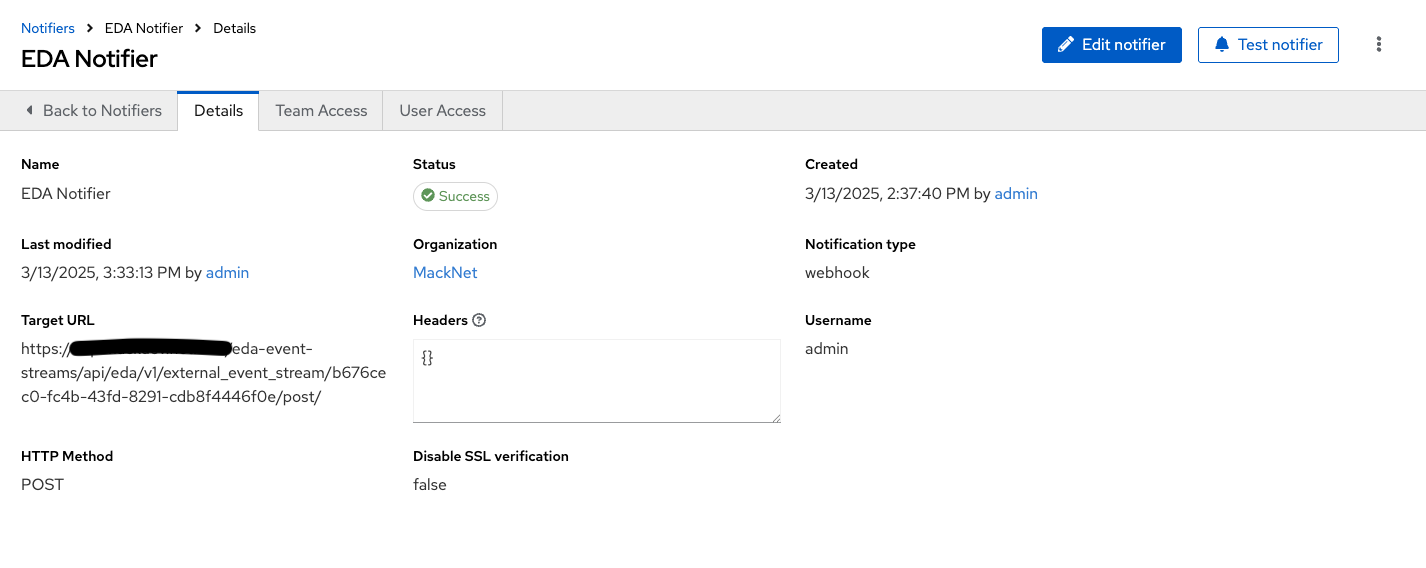 Notifiers > EDA Notifier > Details
EDA Notifier
Edit notifier
Test notifier
Back to Notifiers
Details
Team Access
User Access
Name
EDA Notifier
Status
Success
Created
3/13/2025, 2:37:40 PM by admin
Last modified
3/13/2025, 3:33:13 PM by admin
Organization
MackNet
Notification type
webhook
Target URL
https:/ /eda-event-
streams/api/eda/v1/external_event_stream/b676ce
c0-fc4b-43fd-8291-cdb8f4446f0e/post/
Headers
{}
Username
admin
HTTP Method
POST
Disable SSL verification
false